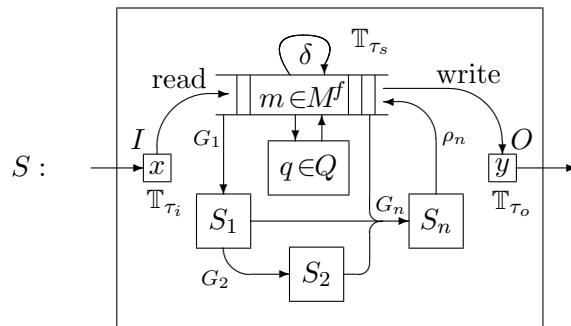 δ 𝕋_{τ_s}
read m∈M^f write
I G_1 ρ_n O
S : x q∈Q y
𝕋_{τ_i} 𝕋_{τ_o}
S_1 G_n S_n
G_2 S_2